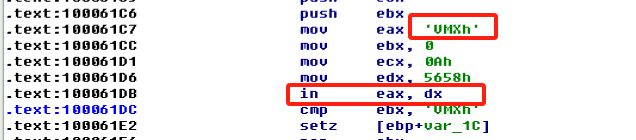 .text:100061C6 push ebx
.text:100061C7 mov eax, 'VMXh'
.text:100061CC mov ebx, 0
.text:100061D1 mov ecx, 0Ah
.text:100061D6 mov edx, 5658h
.text:100061DB in eax, dx
.text:100061DC cmp ebx, 'VMXh'
.text:100061E2 setz [ebp+var_1C]